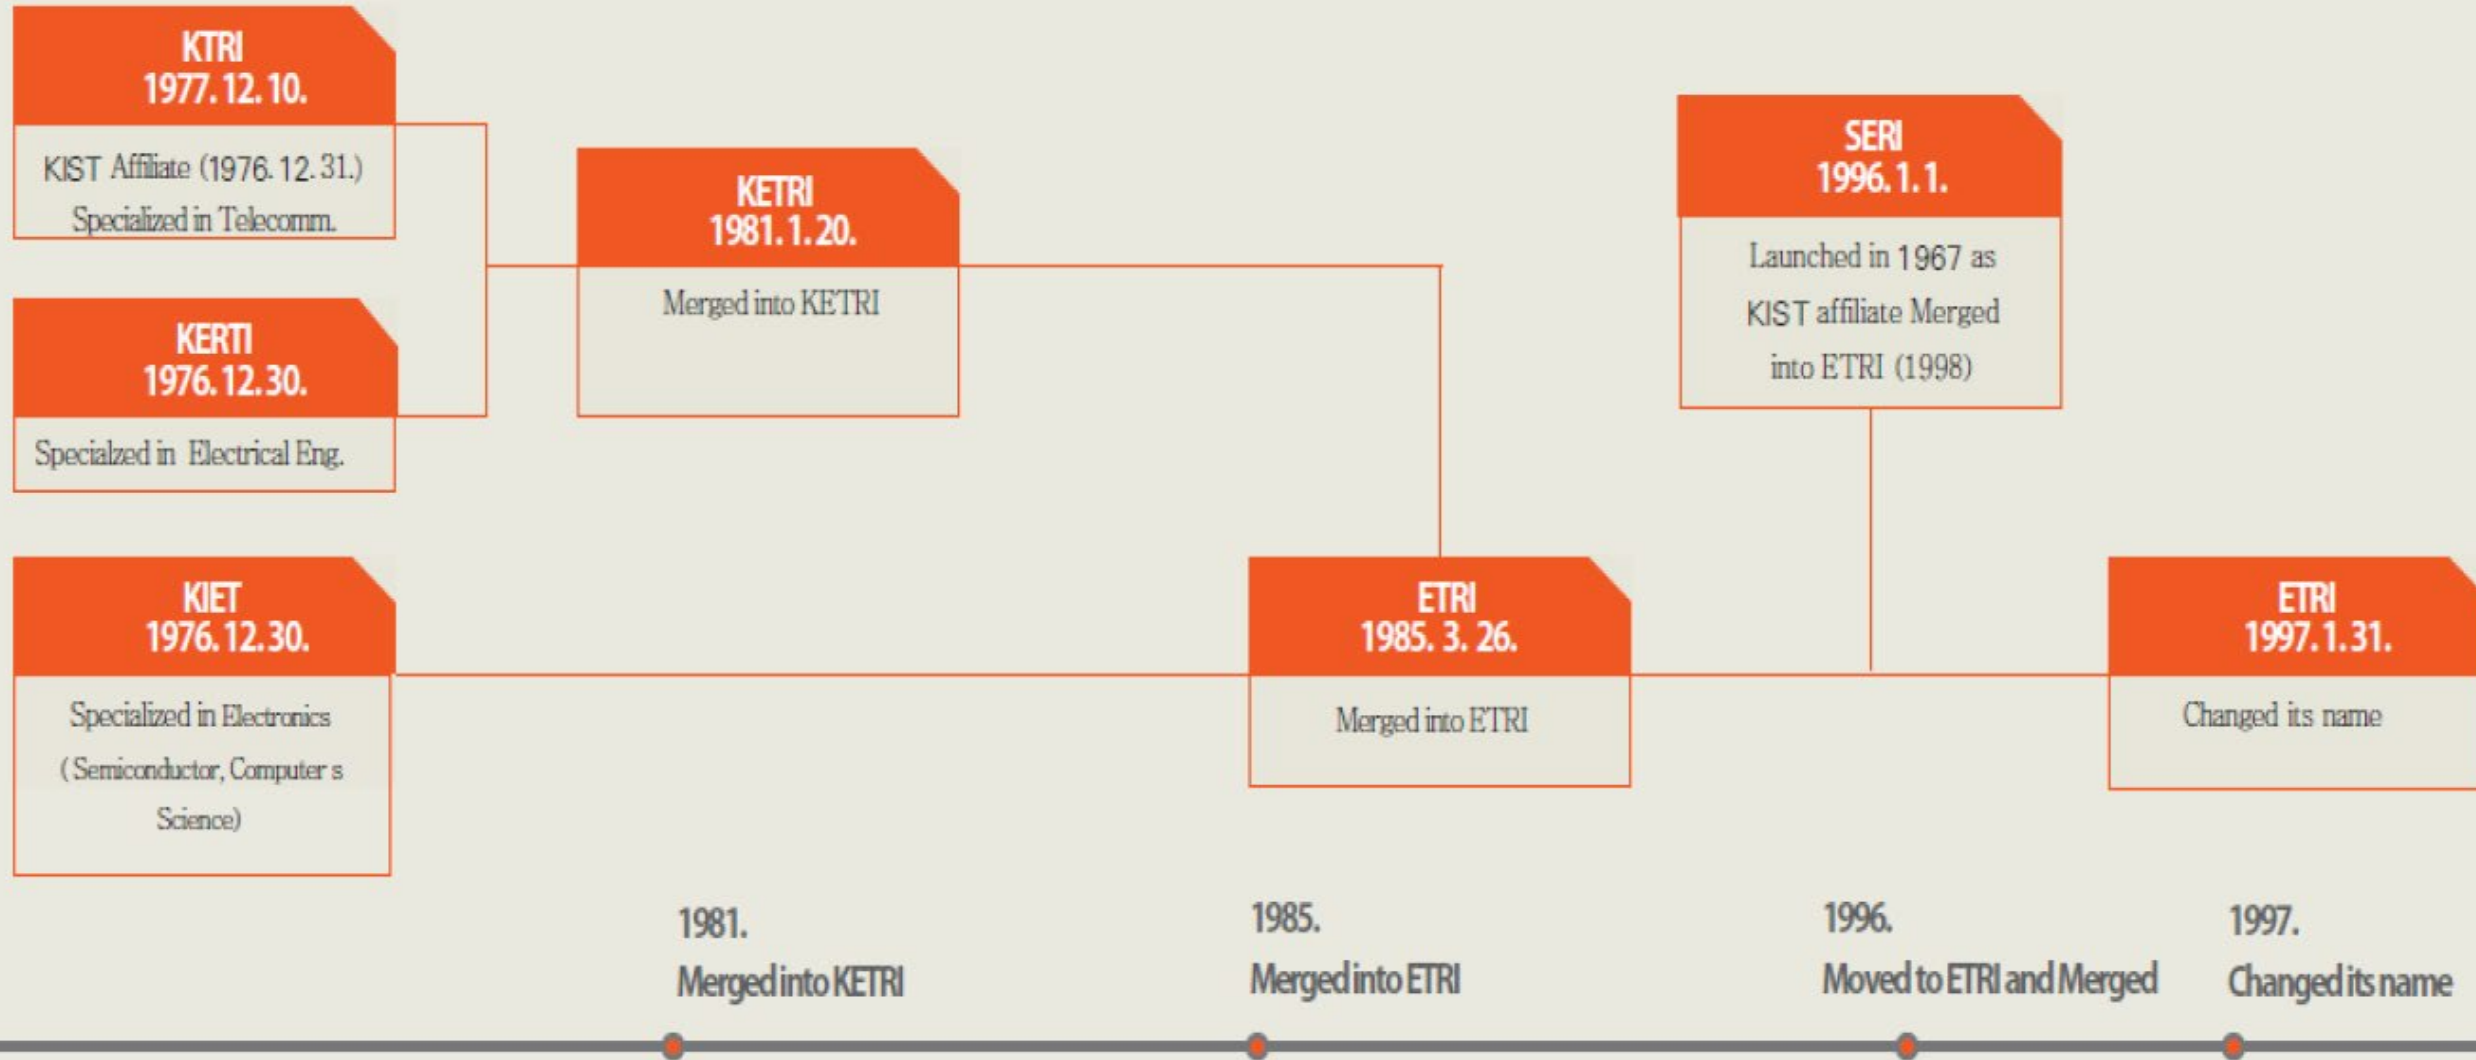 KTRI
1977. 12. 10.
KIST Affiliate (1976. 12. 31.)
Specialized in Telecomm.
KERTI
1976. 12. 30.
Specialzed in Electrical Eng.
KIET
1976. 12. 30.
Specialized in Electronics
( Semiconductor, Computer s
Science)
KETRI
1981. 1. 20.
Merged into KETRI
ETRI
1985. 3. 26.
Merged into ETRI
SERI
1996. 1. 1.
Launched in 1967 as
KIST affiliate Merged
into ETRI (1998)
ETRI
1997. 1. 31.
Changed its name
1981.
Merged into KETRI
1985.
Merged into ETRI
1996.
Moved to ETRI and Merged
1997.
Changed its name